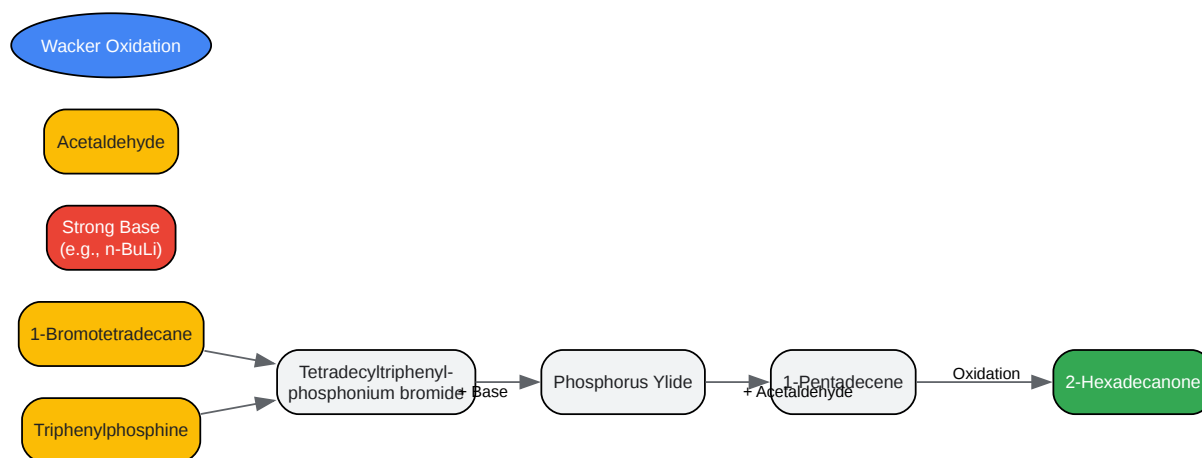 Wacker Oxidation
Acetaldehyde
Strong Base
(e.g., n-BuLi)
1-Bromotetradecane
Triphenylphosphine
Tetradecyltriphenyl-
phosphonium bromide
+ Base
Phosphorus Ylide
+ Acetaldehyde
1-Pentadecene
Oxidation
2-Hexadecanone